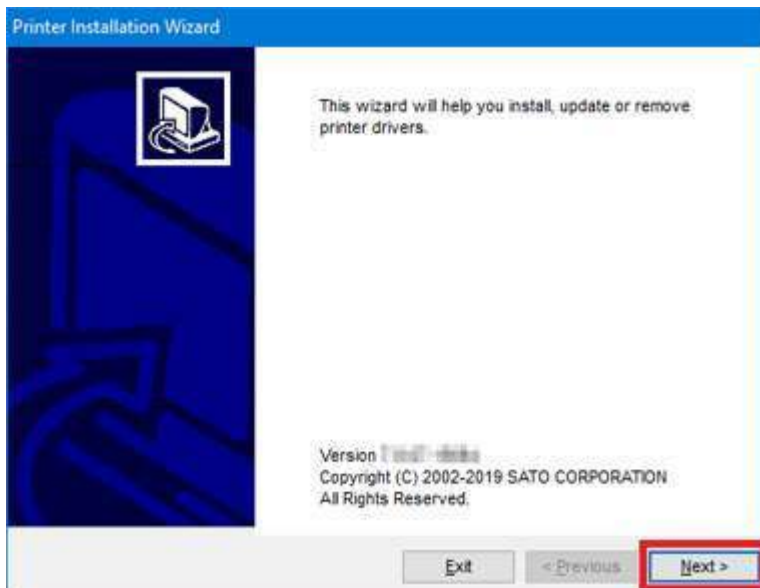 Printer Installation Wizard
This wizard will help you install, update or remove
printer drivers.
Version
Copyright (C) 2002-2019 SATO CORPORATION
All Rights Reserved.
Exit
< Previous
Next >